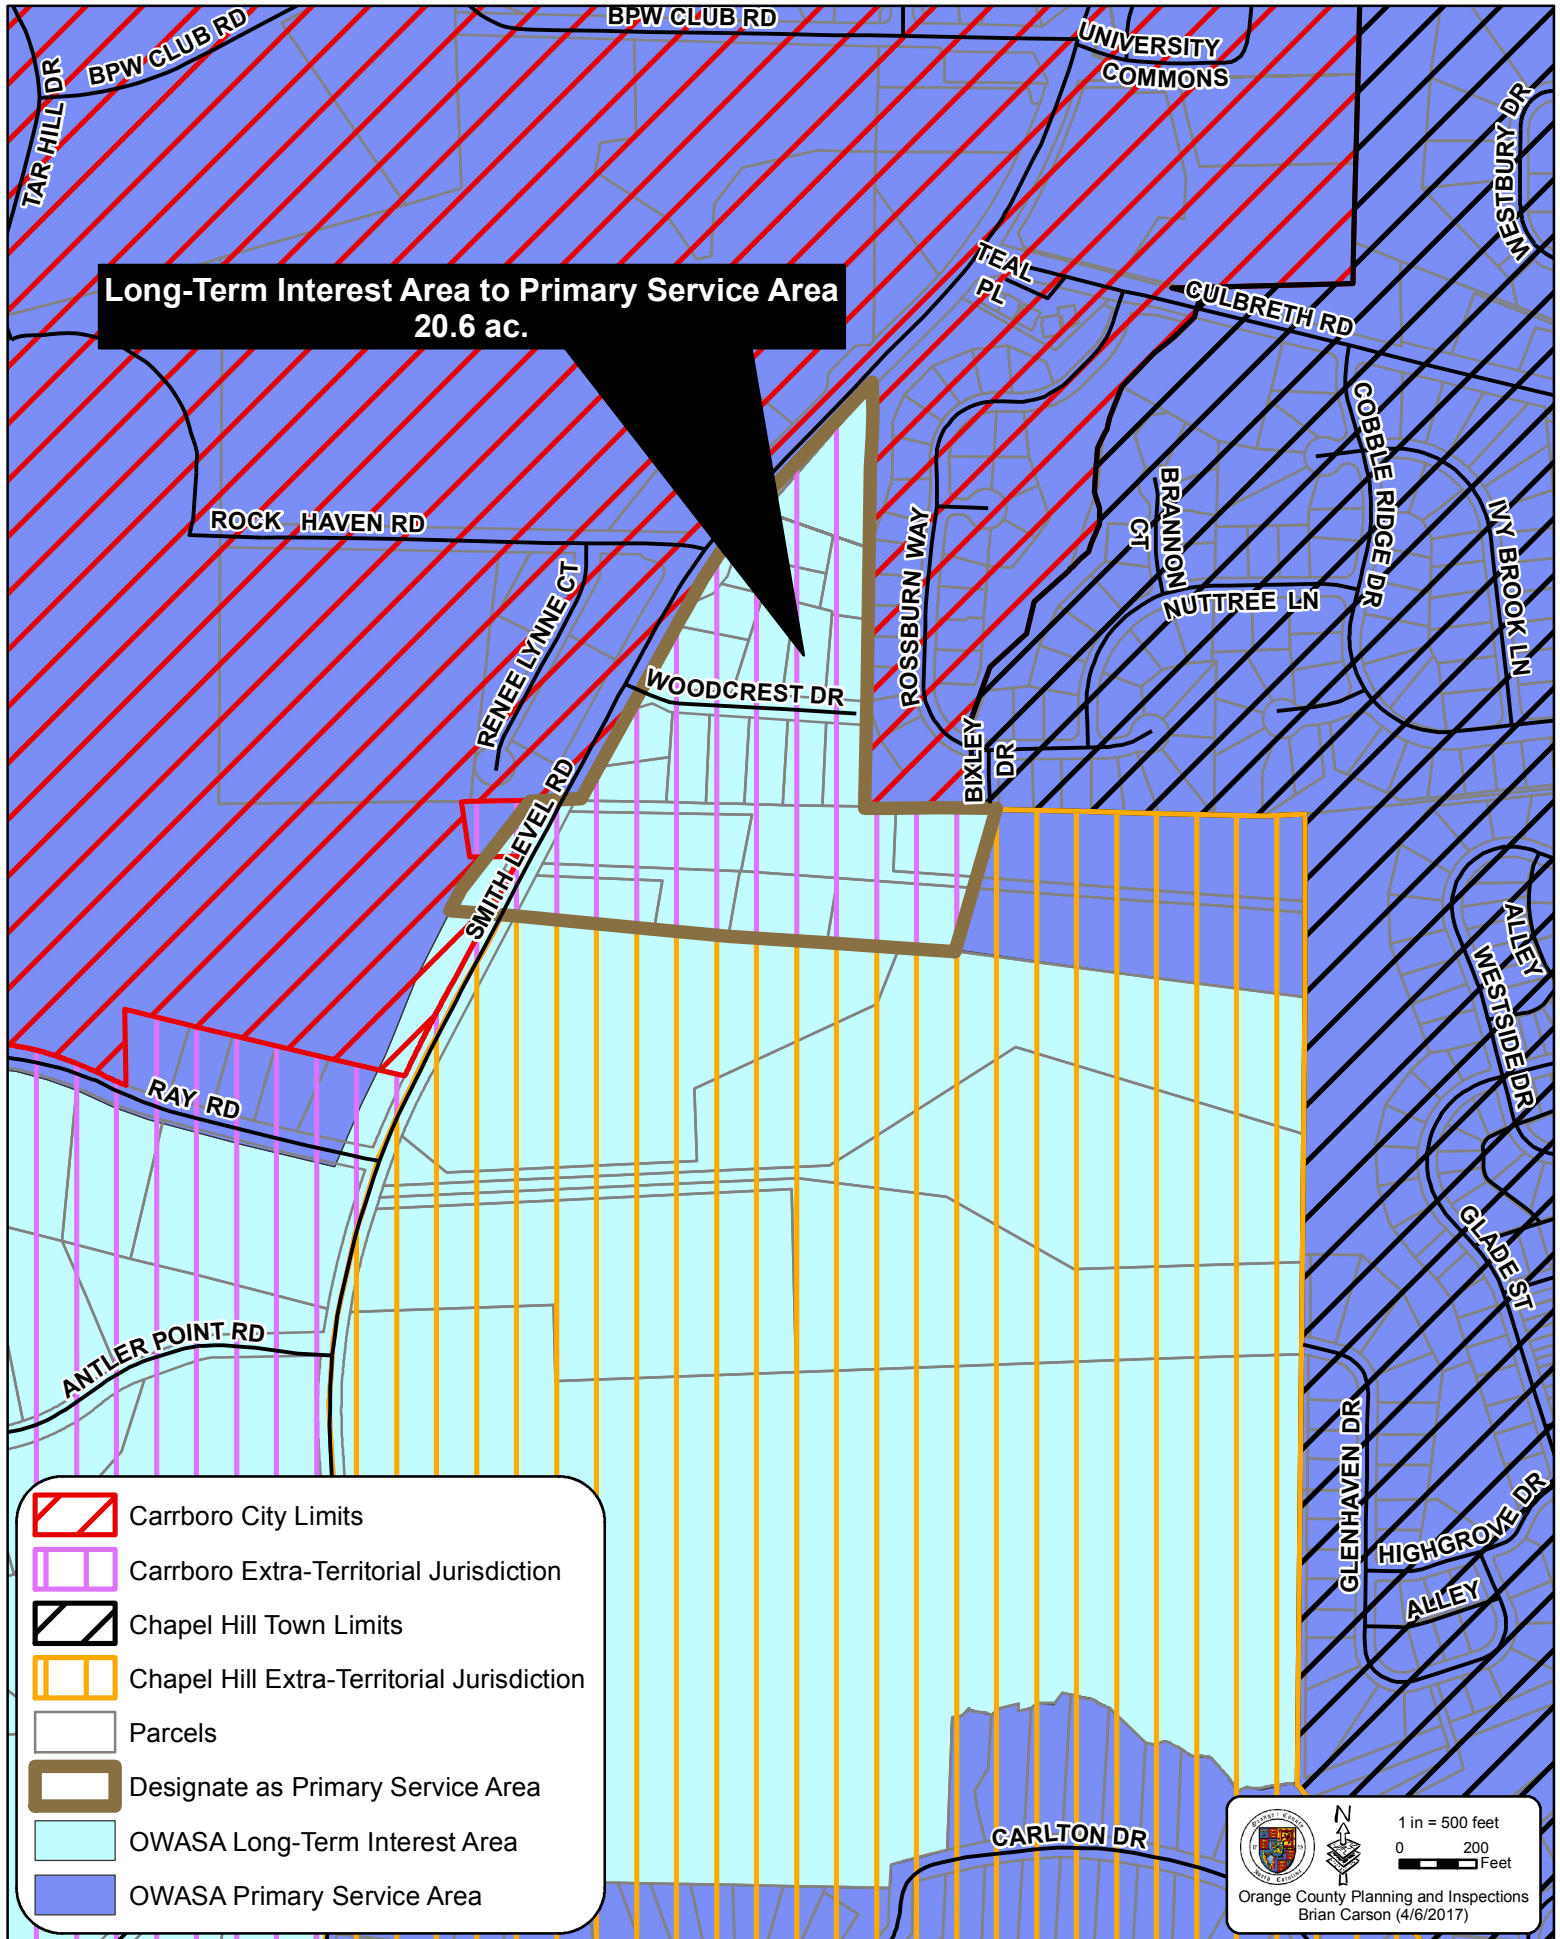 BPW CLUB RD
BPW CLUB RD
UNIVERSITY
COMMONS
TAR HILL DR
WESTBURY DR
TEAL
PL
CULBRETH RD
Long-Term Interest Area to Primary Service Area
20.6 ac.
COBBLE RIDGE DR
BRANNON
CT
IVY BROOK LN
ROCK HAVEN RD
RENEE LYNNE CT
ROSSBURN WAY
NUTTREE LN
WOODCREST DR
BIXLEY
DR
SMITH LEVEL RD
ALLEY
WESTSIDE DR
RAY RD
GLADE ST
ANTLER POINT RD
GLENHAVEN DR
HIGHGROVE DR
ALLEY
CARLTON DR
Carrboro City Limits
Carrboro Extra-Territorial Jurisdiction
Chapel Hill Town Limits
Chapel Hill Extra-Territorial Jurisdiction
Parcels
Designate as Primary Service Area
OWASA Long-Term Interest Area
OWASA Primary Service Area
Orange County
North Carolina
N
1 in = 500 feet
0 200
Feet
Orange County Planning and Inspections
Brian Carson (4/6/2017)